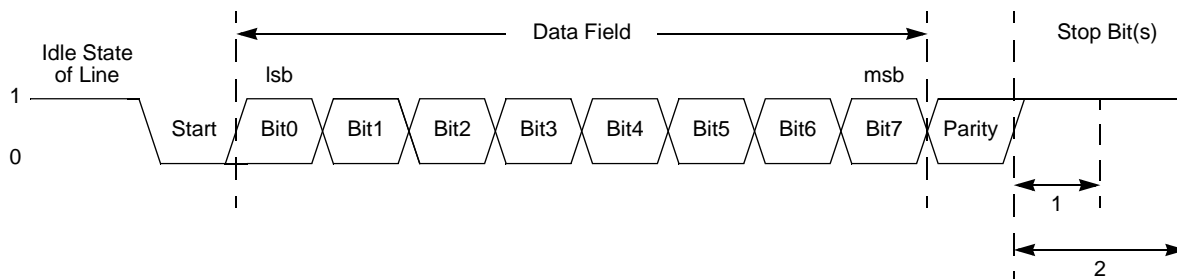 Data Field
Stop Bit(s)
Idle State
of Line
lsb
msb
1
Start
Bit0
Bit1
Bit2
Bit3
Bit4
Bit5
Bit6
Bit7
Parity
0
1
2